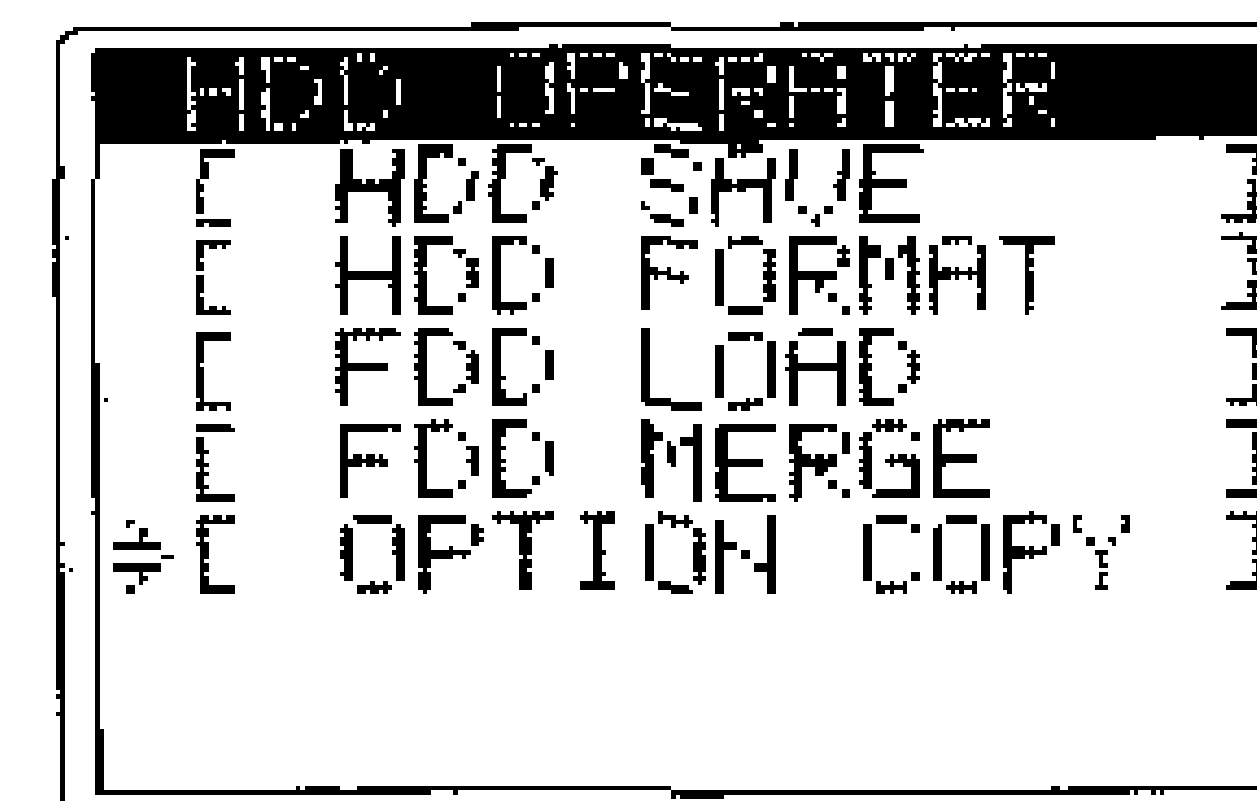 HDD OPERATER
[ HDD SAVE ]
[ HDD FORMAT ]
[ FDD LOAD ]
[ FDD MERGE ]
⇒[ OPTION COPY ]